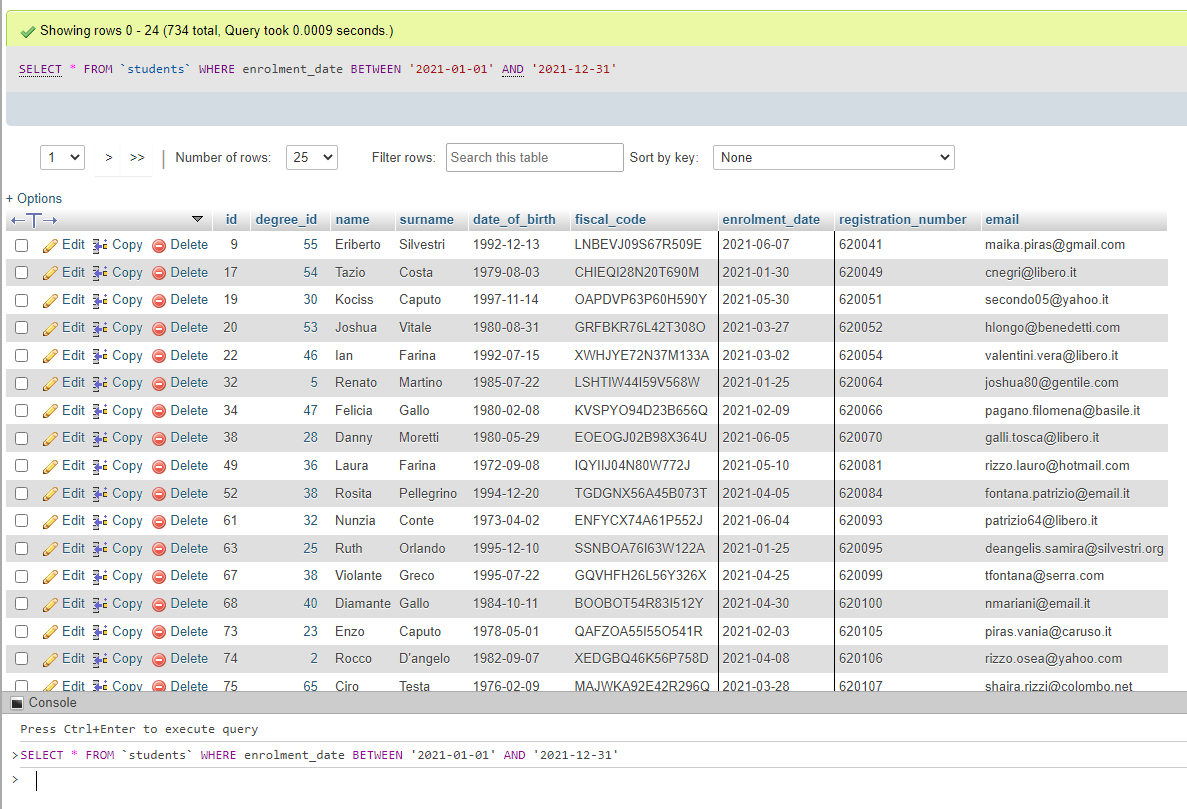 Showing rows 0 - 24 (734 total, Query took 0.0009 seconds.)
SELECT * FROM `students` WHERE enrolment_date BETWEEN '2021-01-01' AND '2021-12-31'
1 > >> | Number of rows: 25 Filter rows: Search this table Sort by key: None
+ Options
←T→ id degree_id name surname date_of_birth fiscal_code enrolment_date registration_number email
Edit Copy Delete 9 55 Eriberto Silvestri 1992-12-13 LNBEVJ09S67R509E 2021-06-07 620041 maika.piras@gmail.com
Edit Copy Delete 17 54 Tazio Costa 1979-08-03 CHIEQI28N20T690M 2021-01-30 620049 cnegri@libero.it
Edit Copy Delete 19 30 Kociss Caputo 1997-11-14 OAPDVP63P60H590Y 2021-05-30 620051 secondo05@yahoo.it
Edit Copy Delete 20 53 Joshua Vitale 1980-08-31 GRFBKR76L42T308O 2021-03-27 620052 hlongo@benedetti.com
Edit Copy Delete 22 46 Ian Farina 1992-07-15 XWHJYE72N37M133A 2021-03-02 620054 valentini.vera@libero.it
Edit Copy Delete 32 5 Renato Martino 1985-07-22 LSHTIW44I59V568W 2021-01-25 620064 joshua80@gentile.com
Edit Copy Delete 34 47 Felicia Gallo 1980-02-08 KVSPYO94D23B656Q 2021-02-09 620066 pagano.filomena@basile.it
Edit Copy Delete 38 28 Danny Moretti 1980-05-29 EOEOGJ02B98X364U 2021-06-05 620070 galli.tosca@libero.it
Edit Copy Delete 49 36 Laura Farina 1972-09-08 IQYIIJ04N80W772J 2021-05-10 620081 rizzo.lauro@hotmail.com
Edit Copy Delete 52 38 Rosita Pellegrino 1994-12-20 TGDGNX56A45B073T 2021-04-05 620084 fontana.patrizio@email.it
Edit Copy Delete 61 32 Nunzia Conte 1973-04-02 ENFYCX74A61P552J 2021-06-04 620093 patrizio64@libero.it
Edit Copy Delete 63 25 Ruth Orlando 1995-12-10 SSNBOA76I63W122A 2021-01-25 620095 deangelis.samira@silvestri.org
Edit Copy Delete 67 38 Violante Greco 1995-07-22 GQVHFH26L56Y326X 2021-04-25 620099 tfontana@serra.com
Edit Copy Delete 68 40 Diamante Gallo 1984-10-11 BOOBOT54R83I512Y 2021-04-30 620100 nmariani@email.it
Edit Copy Delete 73 23 Enzo Caputo 1978-05-01 QAFZOA55I55O541R 2021-02-03 620105 piras.vania@caruso.it
Edit Copy Delete 74 2 Rocco D'angelo 1982-09-07 XEDGBQ46K56P758D 2021-04-08 620106 rizzo.osea@yahoo.com
Edit Copy Delete 75 65 Ciro Testa 1976-02-09 MAJWKA92E42R296Q 2021-03-28 620107 shaira.rizzi@colombo.net
Console
Press Ctrl+Enter to execute query
>SELECT * FROM `students` WHERE enrolment_date BETWEEN '2021-01-01' AND '2021-12-31'
>